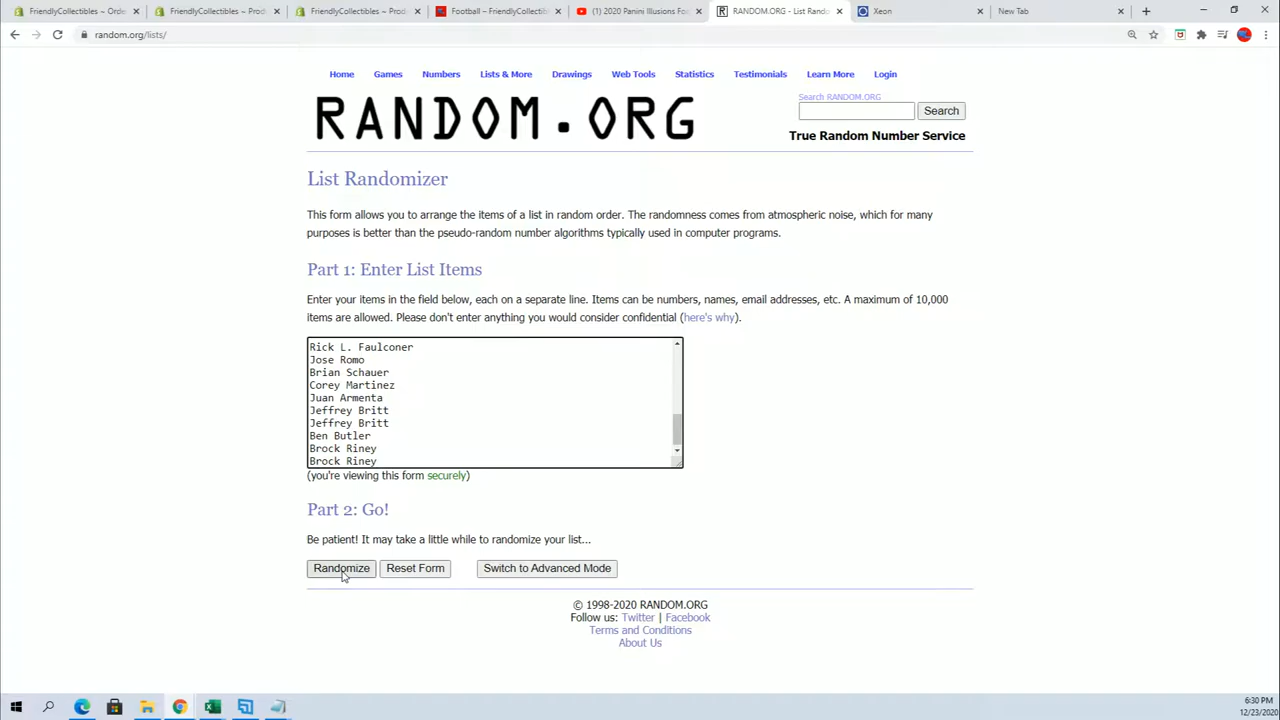 FriendlyCollectibles ~ Orde
FriendlyCollectibles ~ Prod
FriendlyCollectibles ~ Prod
Football – FriendlyCollectib
(1) 2020 Panini Illusions Foo
RANDOM.ORG - List Rando
Xeon
New Tab
random.org/lists/
Home Games Numbers Lists & More Drawings Web Tools Statistics Testimonials Learn More Login
RANDOM.ORG
Search RANDOM.ORG
Search
True Random Number Service
List Randomizer
This form allows you to arrange the items of a list in random order. The randomness comes from atmospheric noise, which for many
purposes is better than the pseudo-random number algorithms typically used in computer programs.
Part 1: Enter List Items
Enter your items in the field below, each on a separate line. Items can be numbers, names, email addresses, etc. A maximum of 10,000
items are allowed. Please don't enter anything you would consider confidential (here's why).
Rick L. Faulconer
Jose Romo
Brian Schauer
Corey Martinez
Juan Armenta
Jeffrey Britt
Jeffrey Britt
Ben Butler
Brock Riney
Brock Riney
(you're viewing this form securely)
Part 2: Go!
Be patient! It may take a little while to randomize your list...
Randomize Reset Form Switch to Advanced Mode
© 1998-2020 RANDOM.ORG
Follow us: Twitter | Facebook
Terms and Conditions
About Us
6:30 PM
12/23/2020